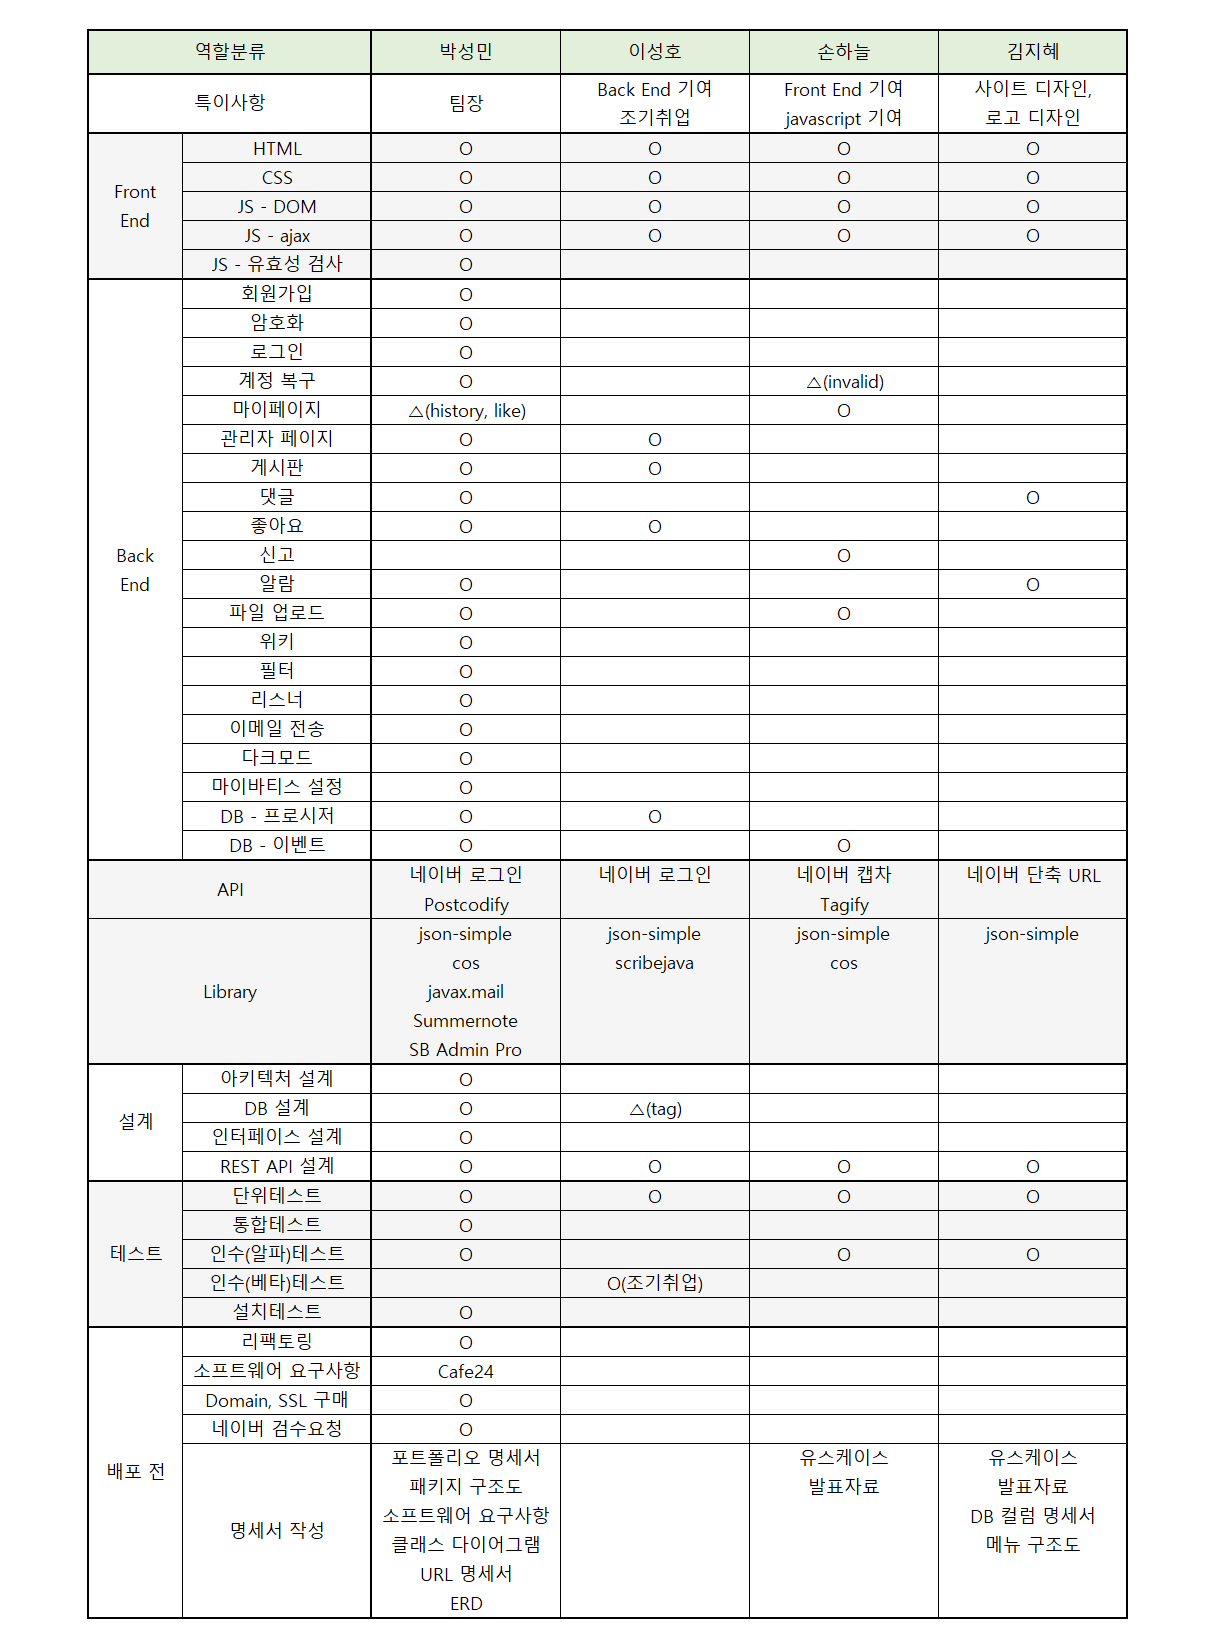 역할분류 박성민 이성호 손하늘 김지혜
특이사항 팀장 Back End 기여 조기취업 Front End 기여 javascript 기여 사이트 디자인, 로고 디자인
Front End
HTML O O O O
CSS O O O O
JS - DOM O O O O
JS - ajax O O O O
JS - 유효성 검사 O
Back End
회원가입 O
암호화 O
로그인 O
계정 복구 O △(invalid)
마이페이지 △(history, like) O
관리자 페이지 O O
게시판 O O
댓글 O O
좋아요 O O
신고 O
알람 O O
파일 업로드 O O
위키 O
필터 O
리스너 O
이메일 전송 O
다크모드 O
마이바티스 설정 O
DB - 프로시저 O O
DB - 이벤트 O O
API
네이버 로그인 네이버 로그인 네이버 캡차 네이버 단축 URL
Postcodify Tagify
Library
json-simple json-simple json-simple json-simple
cos scribejava cos
javax.mail
Summernote
SB Admin Pro
설계
아키텍처 설계 O
DB 설계 O △(tag)
인터페이스 설계 O
REST API 설계 O O O O
테스트
단위테스트 O O O O
통합테스트 O
인수(알파)테스트 O O O
인수(베타)테스트 O(조기취업)
설치테스트 O
배포 전
리팩토링 O
소프트웨어 요구사항 Cafe24
Domain, SSL 구매 O
네이버 검수요청 O
명세서 작성
포트폴리오 명세서 유스케이스 유스케이스
패키지 구조도 발표자료 발표자료
소프트웨어 요구사항 DB 컬럼 명세서
클래스 다이어그램 메뉴 구조도
URL 명세서
ERD